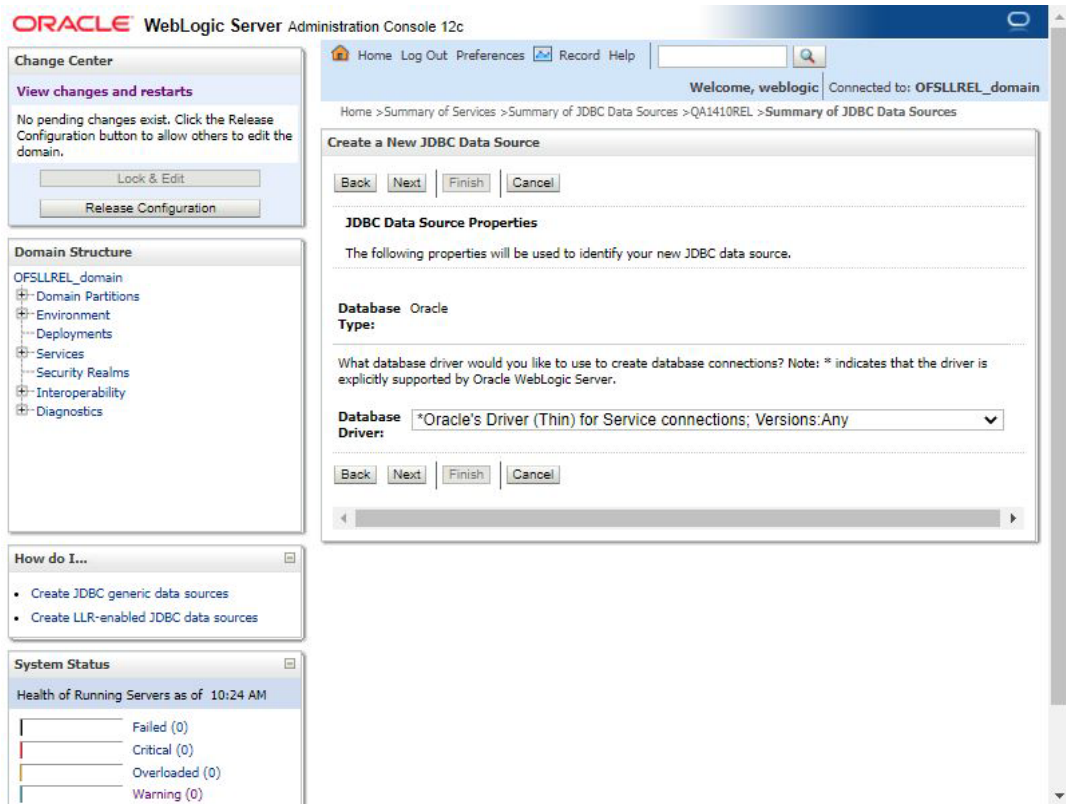 ORACLE WebLogic Server Administration Console 12c
Change Center
View changes and restarts
No pending changes exist. Click the Release
Configuration button to allow others to edit the
domain.
Lock & Edit
Release Configuration
Domain Structure
OFSLLREL_domain
Domain Partitions
Environment
Deployments
Services
Security Realms
Interoperability
Diagnostics
How do I...
Create JDBC generic data sources
Create LLR-enabled JDBC data sources
System Status
Health of Running Servers as of 10:24 AM
Failed (0)
Critical (0)
Overloaded (0)
Warning (0)
Home Log Out Preferences Record Help
Welcome, weblogic Connected to: OFSLLREL_domain
Home >Summary of Services >Summary of JDBC Data Sources >QA1410REL >Summary of JDBC Data Sources
Create a New JDBC Data Source
Back Next Finish Cancel
JDBC Data Source Properties
The following properties will be used to identify your new JDBC data source.
Database Oracle
Type:
What database driver would you like to use to create database connections? Note: * indicates that the driver is
explicitly supported by Oracle WebLogic Server.
Database *Oracle's Driver (Thin) for Service connections; Versions:Any
Driver:
Back Next Finish Cancel